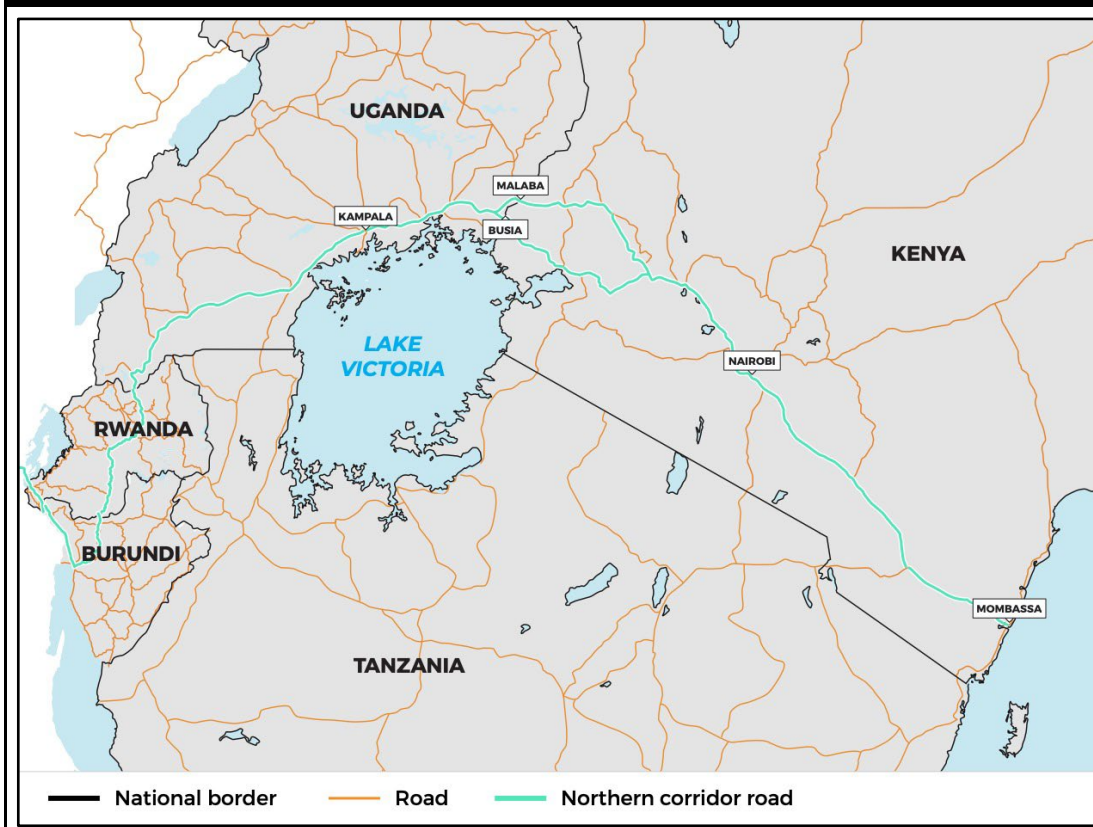 UGANDA
MALABA
KAMPALA
BUSIA
KENYA
LAKE
VICTORIA
NAIROBI
RWANDA
BURUNDI
MOMBASSA
TANZANIA
National border
Road
Northern corridor road